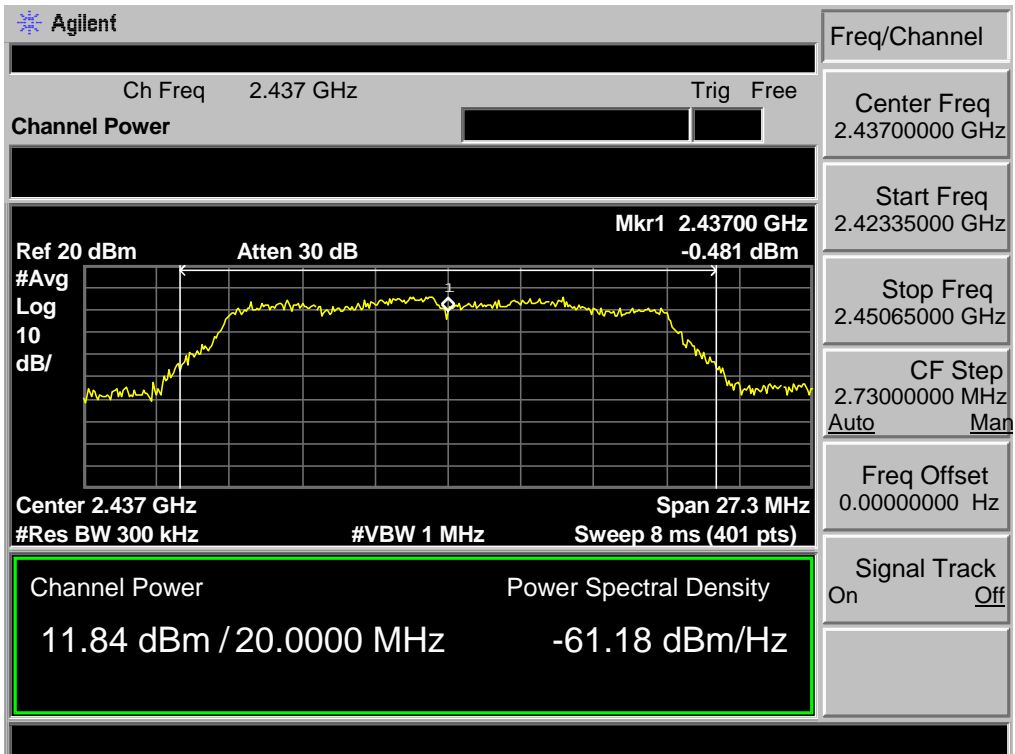 Agilent
Freq/Channel
Ch Freq 2.437 GHz Trig Free
Channel Power
Center Freq
2.43700000 GHz
Start Freq
2.42335000 GHz
Stop Freq
2.45065000 GHz
CF Step
2.73000000 MHz
Auto Man
Freq Offset
0.00000000 Hz
Signal Track
On Off
Mkr1 2.43700 GHz
Ref 20 dBm Atten 30 dB -0.481 dBm
#Avg
Log
10
dB/
1
Center 2.437 GHz Span 27.3 MHz
#Res BW 300 kHz #VBW 1 MHz Sweep 8 ms (401 pts)
Channel Power Power Spectral Density
11.84 dBm / 20.0000 MHz -61.18 dBm/Hz